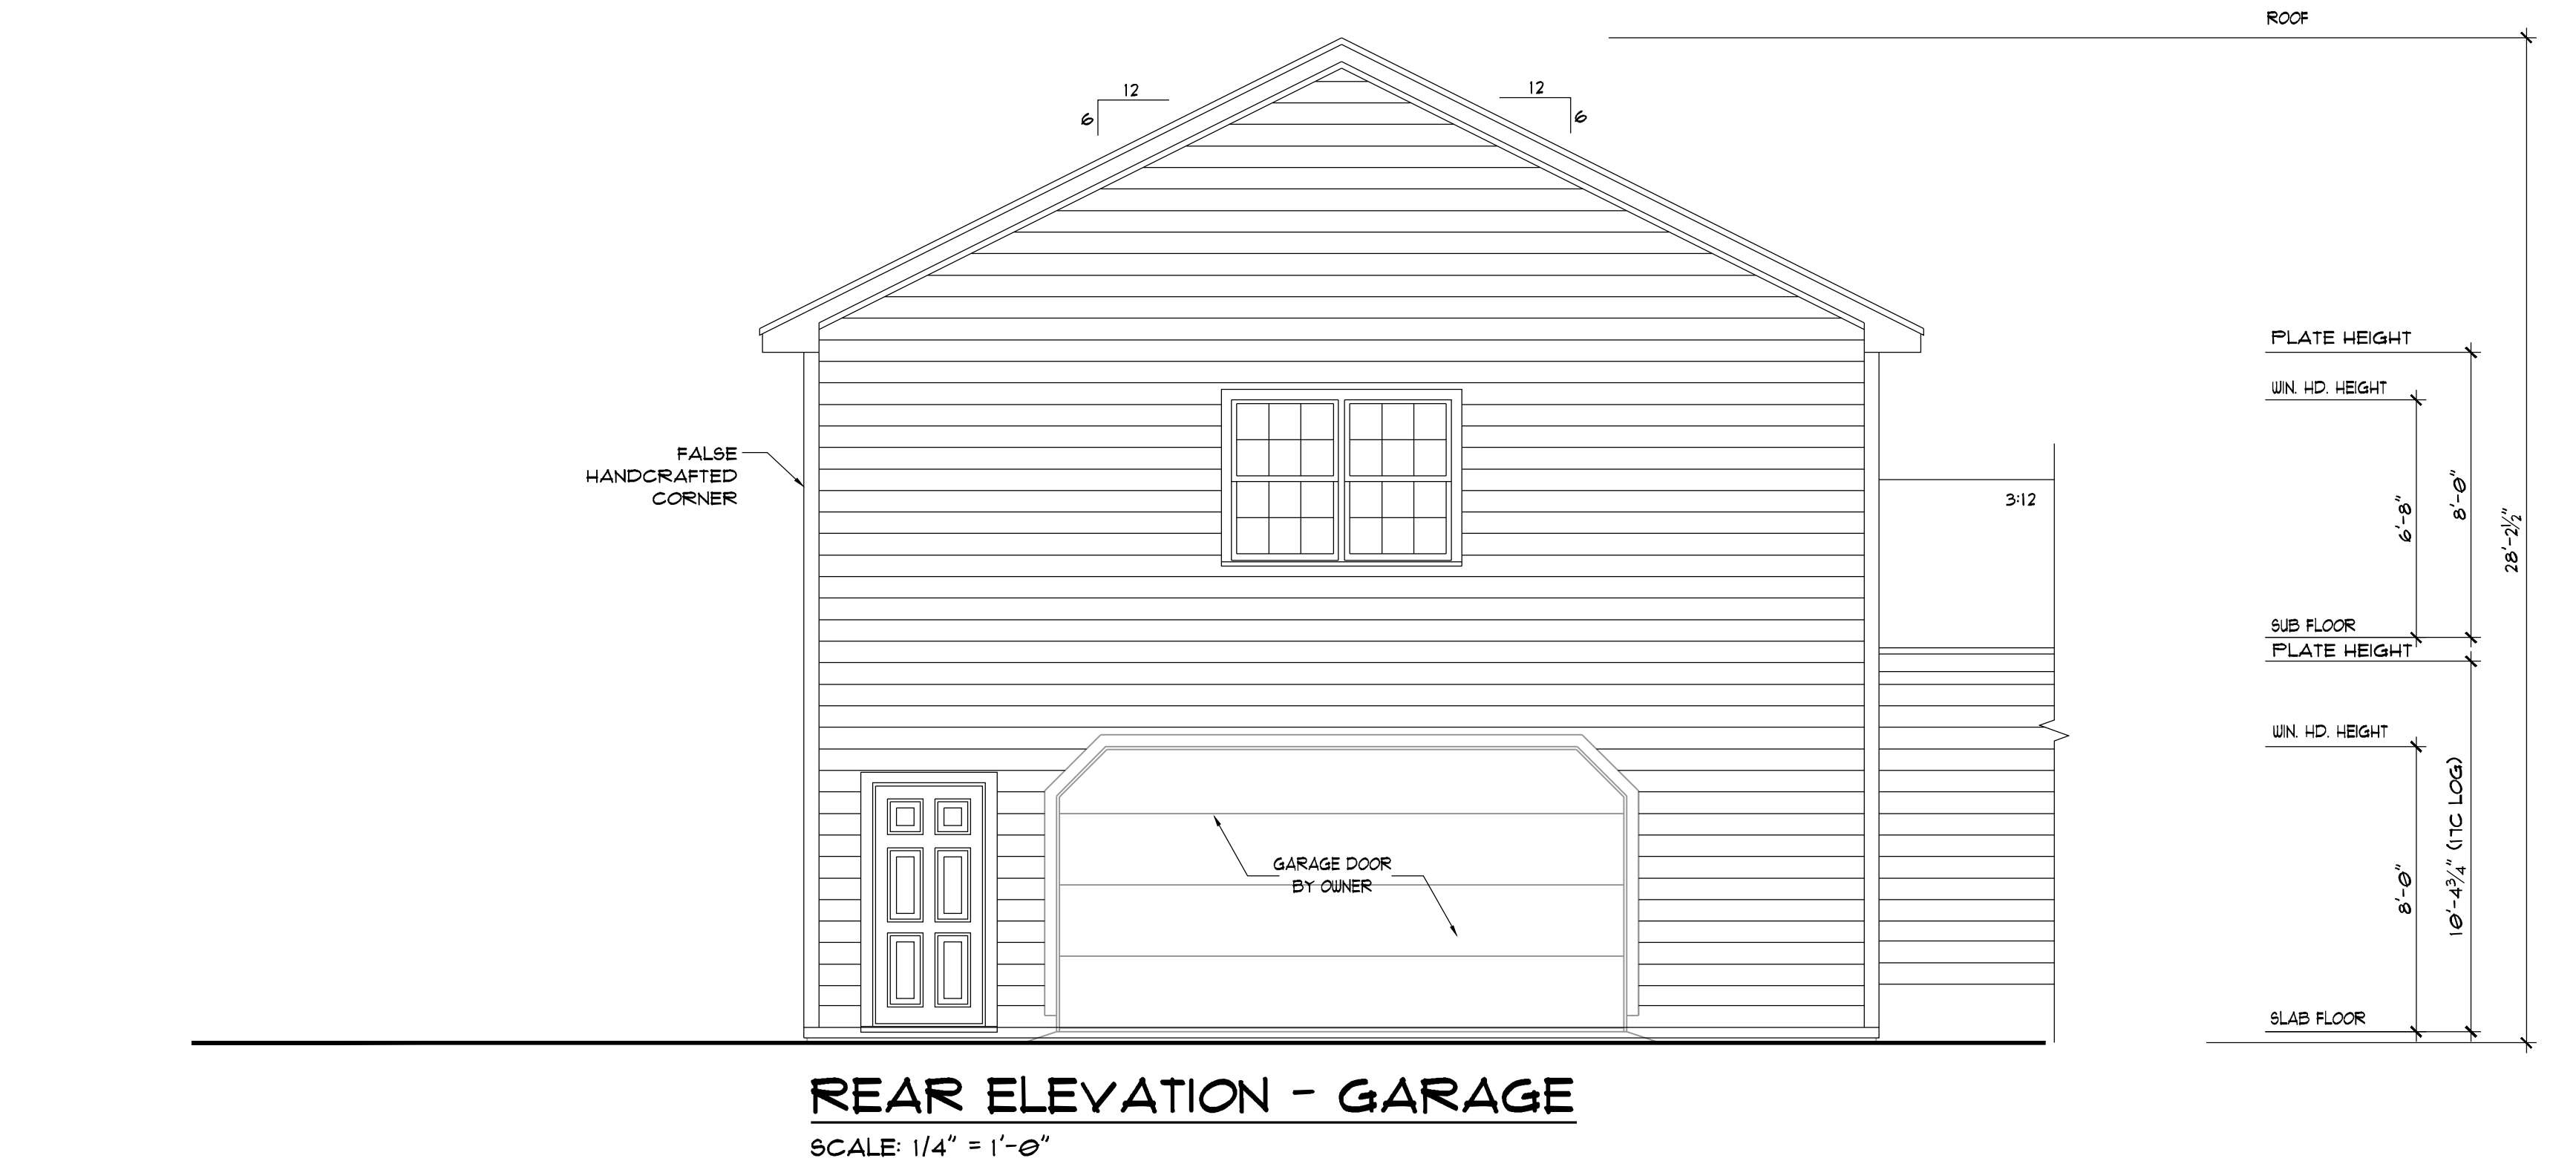 ROOF
12
6
12
6
PLATE HEIGHT
WIN. HD. HEIGHT
FALSE
HANDCRAFTED
CORNER
3:12
6'-8"
8'-0"
28'-2½"
SUB FLOOR
PLATE HEIGHT
WIN. HD. HEIGHT
GARAGE DOOR
BY OWNER
8'-0"
10'-4¾" (17C LOG)
SLAB FLOOR
REAR ELEVATION - GARAGE
SCALE: 1/4" = 1'-0"